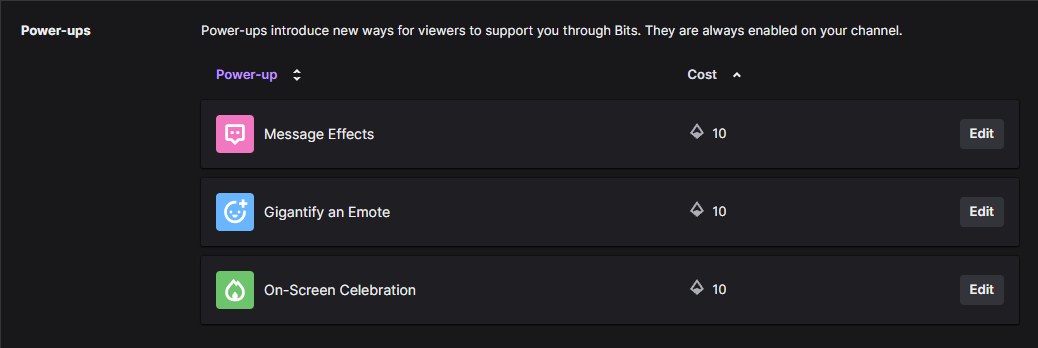 Power-ups
Power-ups introduce new ways for viewers to support you through Bits. They are always enabled on your channel.
Power-up Cost
Message Effects 10 Edit
Gigantify an Emote 10 Edit
On-Screen Celebration 10 Edit